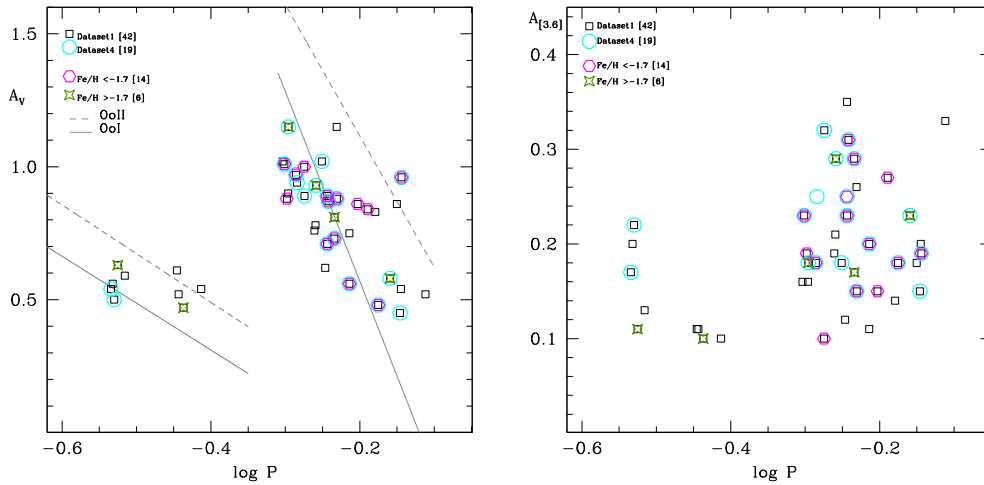 1.5
Dataset1 [42]
Dataset4 [19]
Fe/H <−1.7 [14]
Fe/H >−1.7 [6]
OoII
OoI
AV
1.0
0.5
−0.6
−0.4
−0.2
log P
A[3.6]
0.4
Dataset1 [42]
Dataset4 [19]
Fe/H <−1.7 [14]
Fe/H >−1.7 [6]
0.3
0.2
0.1
−0.6
−0.4
−0.2
log P